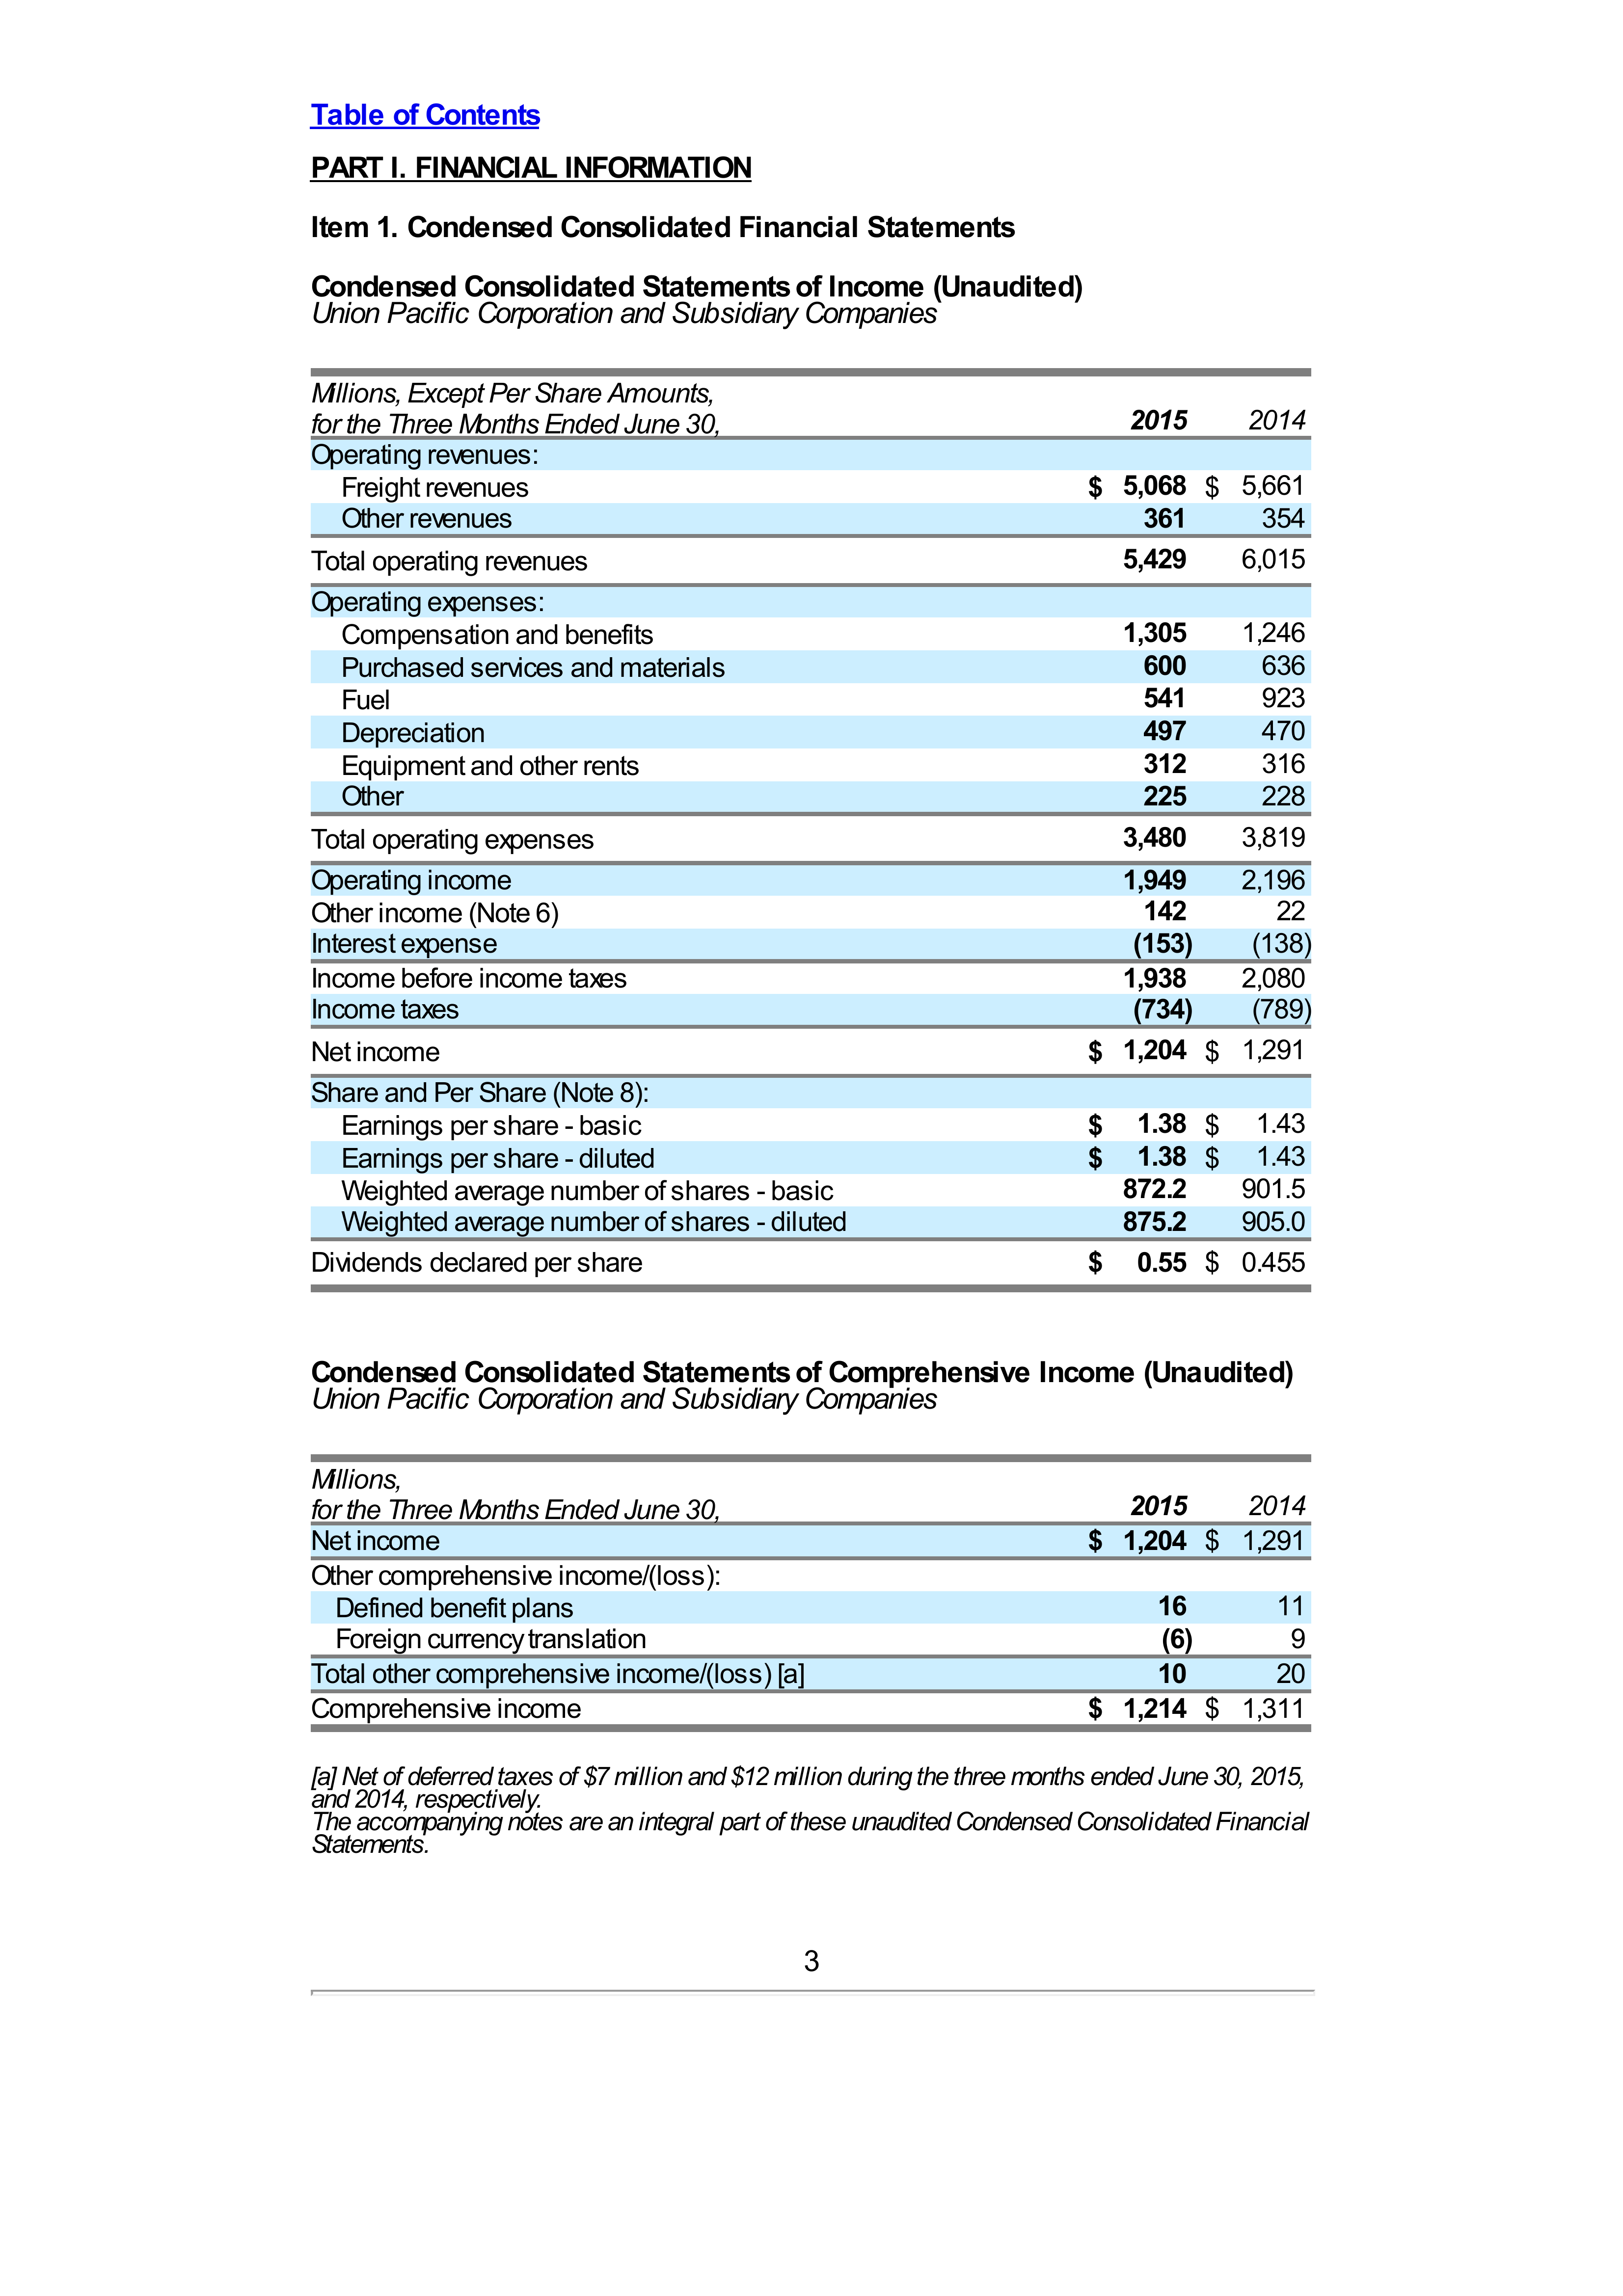 Table of Contents
PART I. FINANCIAL INFORMATION
Item 1. Condensed Consolidated Financial Statements
Condensed Consolidated Statements of Income (Unaudited)
Union Pacific Corporation and Subsidiary Companies
Millions, Except Per Share Amounts,
for the Three Months Ended June 30, 2015 2014
Operating revenues:
Freight revenues $ 5,068 $ 5,661
Other revenues 361 354
Total operating revenues 5,429 6,015
Operating expenses:
Compensation and benefits 1,305 1,246
Purchased services and materials 600 636
Fuel 541 923
Depreciation 497 470
Equipment and other rents 312 316
Other 225 228
Total operating expenses 3,480 3,819
Operating income 1,949 2,196
Other income (Note 6) 142 22
Interest expense (153) (138)
Income before income taxes 1,938 2,080
Income taxes (734) (789)
Net income $ 1,204 $ 1,291
Share and Per Share (Note 8):
Earnings per share - basic $ 1.38 $ 1.43
Earnings per share - diluted $ 1.38 $ 1.43
Weighted average number of shares - basic 872.2 901.5
Weighted average number of shares - diluted 875.2 905.0
Dividends declared per share $ 0.55 $ 0.455
Condensed Consolidated Statements of Comprehensive Income (Unaudited)
Union Pacific Corporation and Subsidiary Companies
Millions,
for the Three Months Ended June 30, 2015 2014
Net income $ 1,204 $ 1,291
Other comprehensive income/(loss):
Defined benefit plans 16 11
Foreign currency translation (6) 9
Total other comprehensive income/(loss) [a] 10 20
Comprehensive income $ 1,214 $ 1,311
[a] Net of deferred taxes of $7 million and $12 million during the three months ended June 30, 2015,
and 2014, respectively.
The accompanying notes are an integral part of these unaudited Condensed Consolidated Financial
Statements.
3